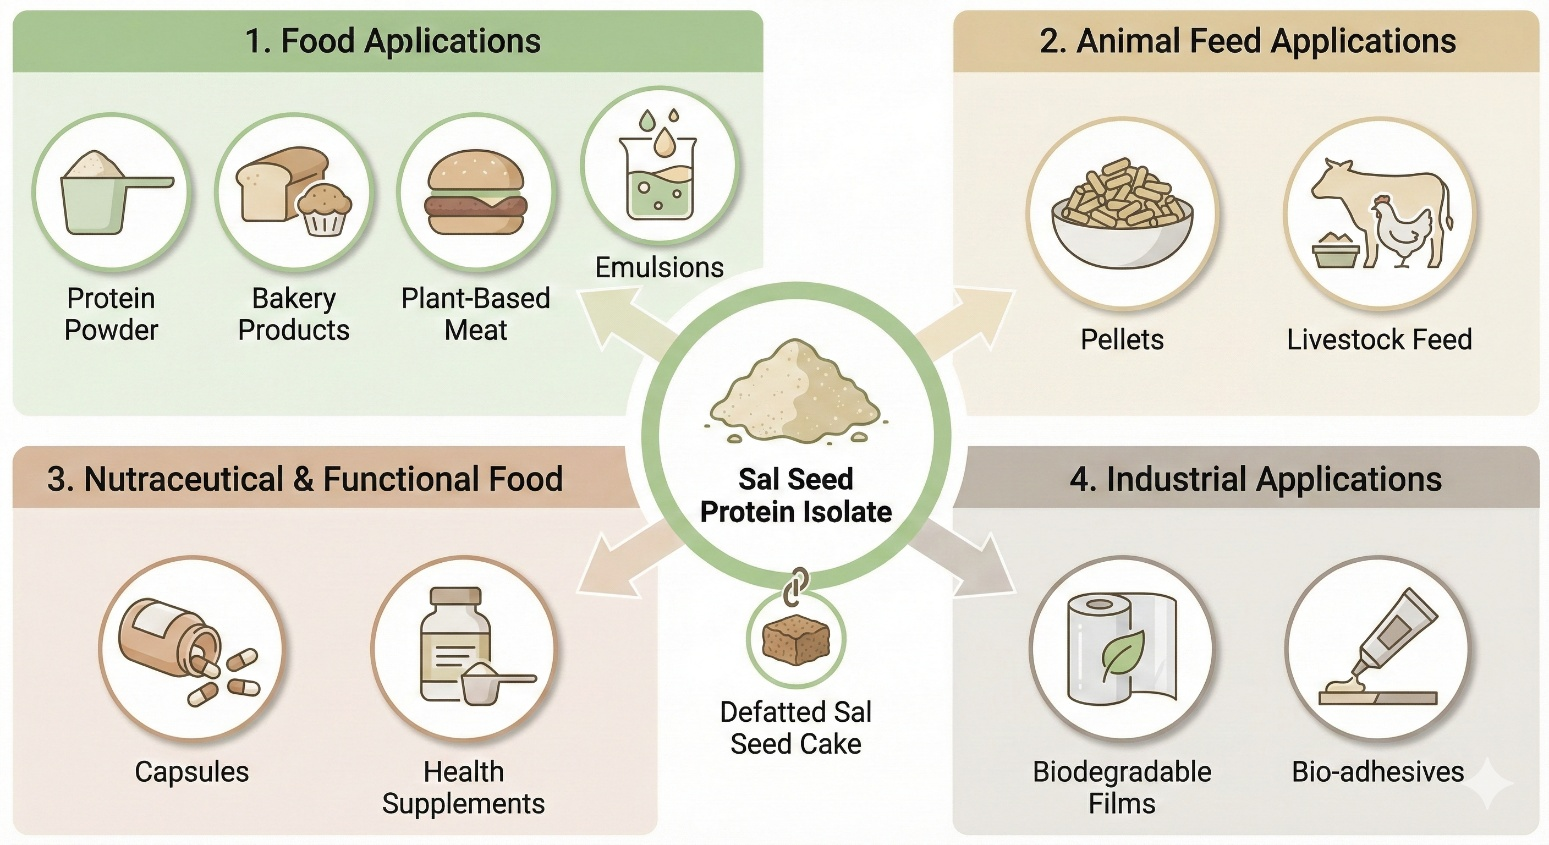 1. Food Applications
Protein
Powder
Bakery
Products
Plant-Based
Meat
Emulsions
2. Animal Feed Applications
Pellets
Livestock Feed
Sal Seed
Protein Isolate
Defatted Sal
Seed Cake
3. Nutraceutical & Functional Food
Capsules
Health
Supplements
4. Industrial Applications
Biodegradable
Films
Bio-adhesives